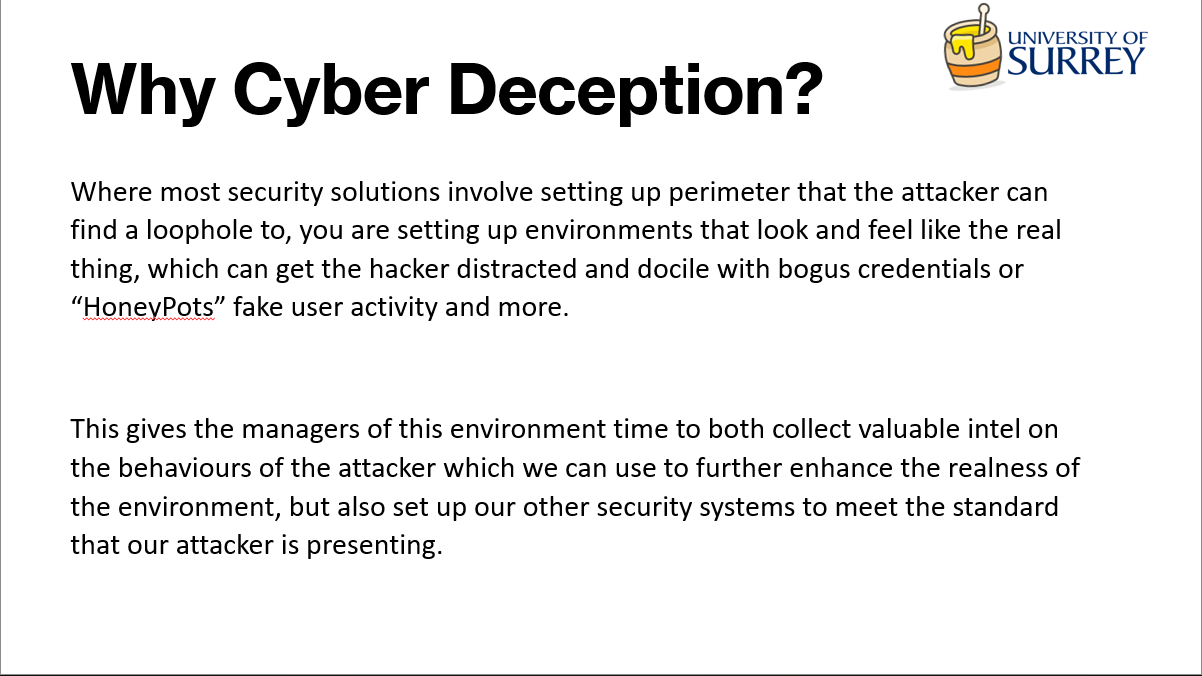 UNIVERSITY OF
SURREY
Why Cyber Deception?
Where most security solutions involve setting up perimeter that the attacker can
find a loophole to, you are setting up environments that look and feel like the real
thing, which can get the hacker distracted and docile with bogus credentials or
“HoneyPots” fake user activity and more.
This gives the managers of this environment time to both collect valuable intel on
the behaviours of the attacker which we can use to further enhance the realness of
the environment, but also set up our other security systems to meet the standard
that our attacker is presenting.